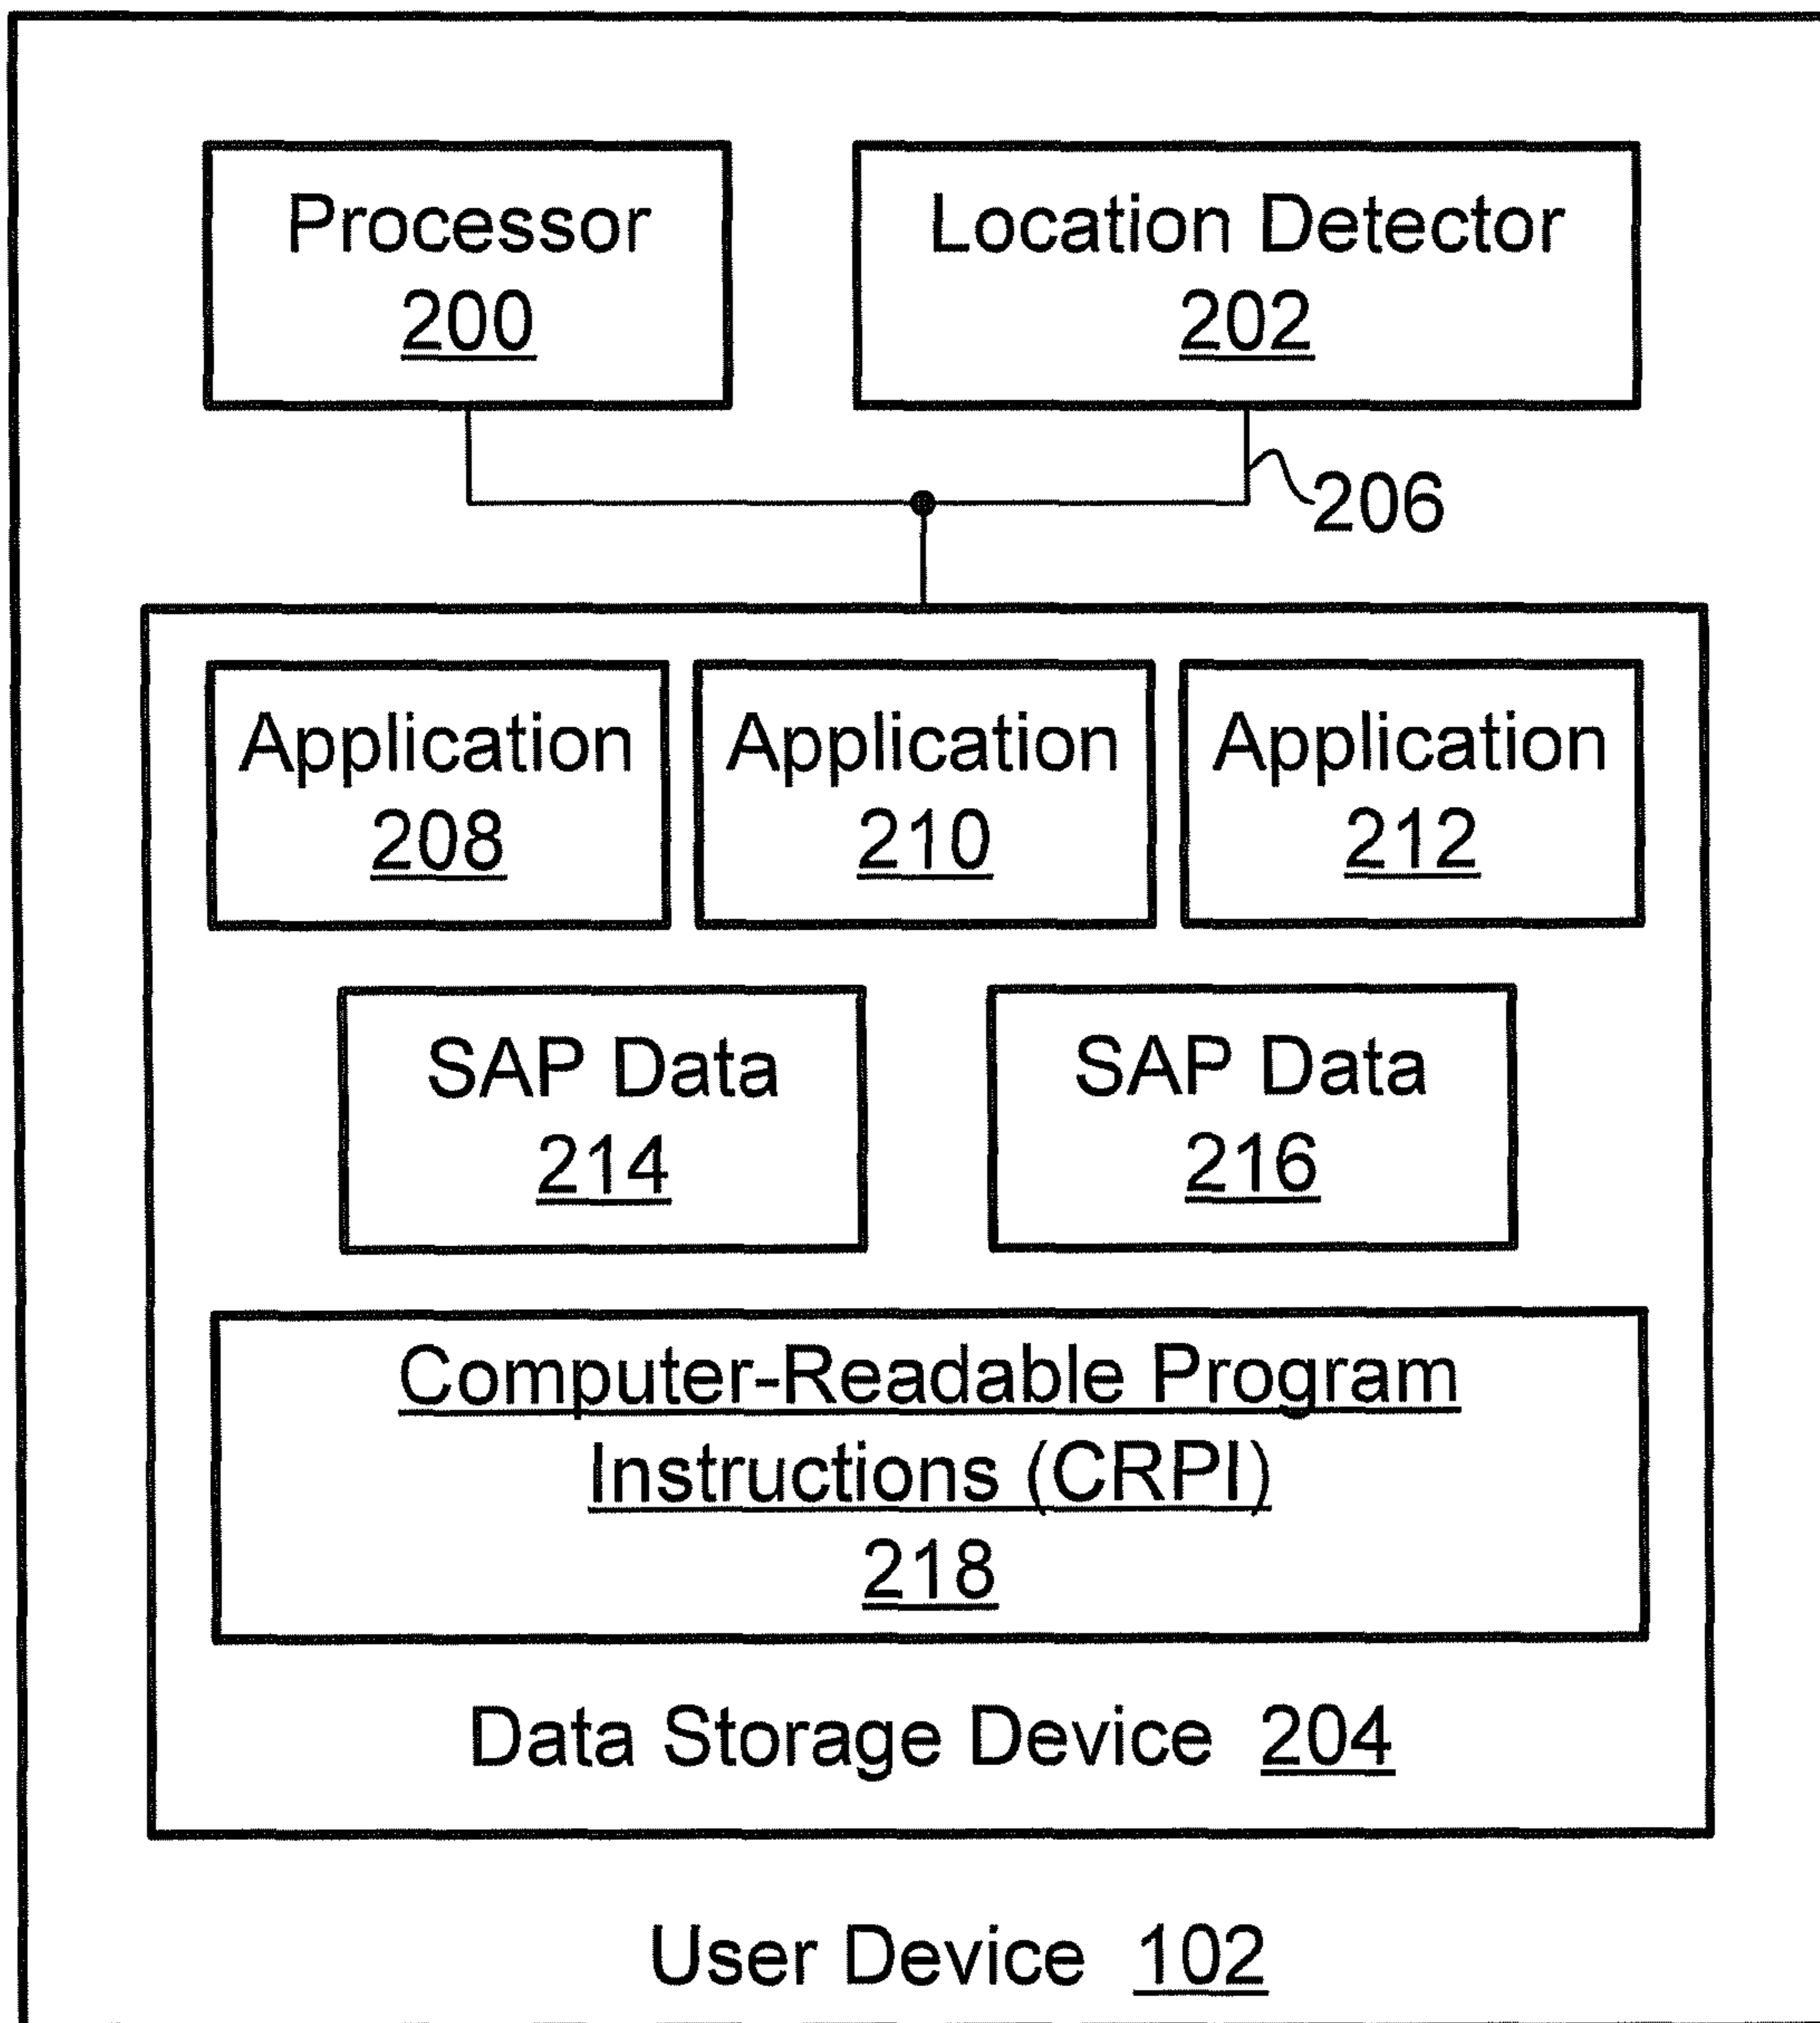 Processor
200
Location Detector
202
206
Application
208
Application
210
Application
212
SAP Data
214
SAP Data
216
Computer-Readable Program
Instructions (CRPI)
218
Data Storage Device 204
User Device 102